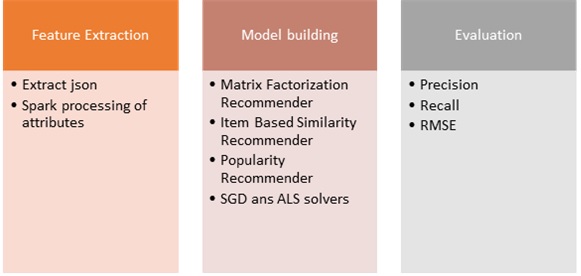 Feature Extraction
• Extract json
• Spark processing of
attributes
Model building
• Matrix Factorization
Recommender
• Item Based Similarity
Recommender
• Popularity
Recommender
• SGD ans ALS solvers
Evaluation
• Precision
• Recall
• RMSE